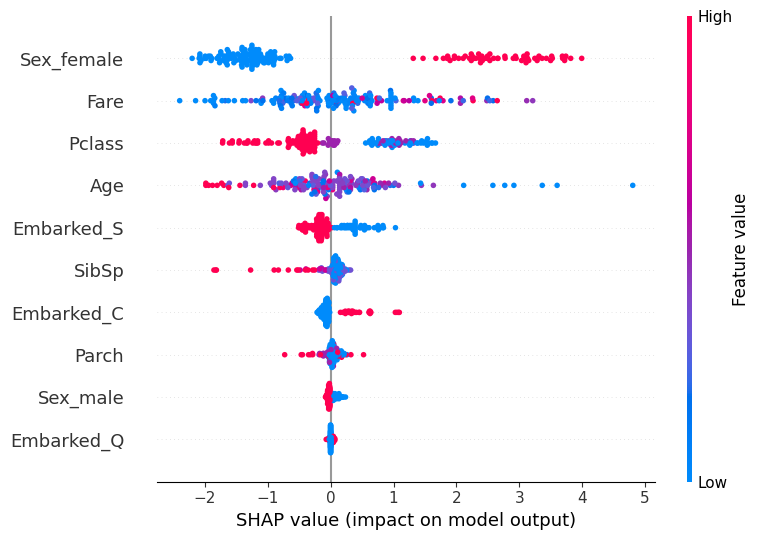 High
Sex_female
Fare
Pclass
Age
Embarked_S
SibSp
Embarked_C
Parch
Sex_male
Embarked_Q
Feature value
Low
−2 −1 0 1 2 3 4 5
SHAP value (impact on model output)